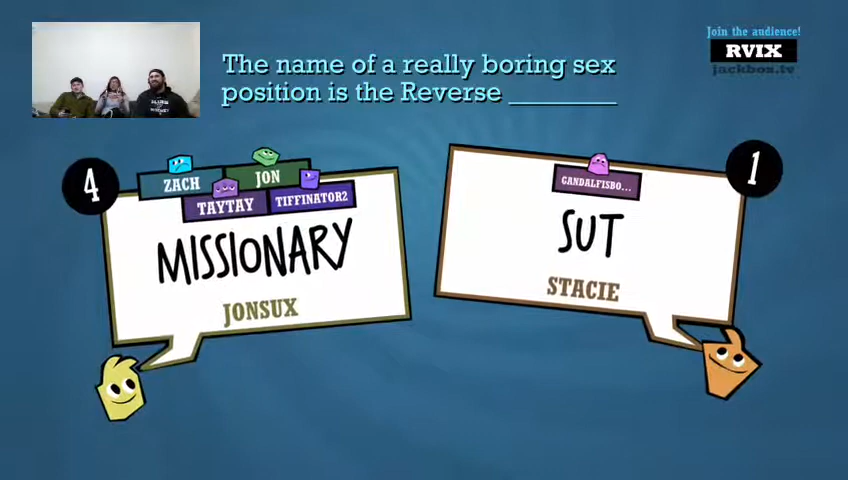 Join the audience!
RVIX
jackbox.tv
The name of a really boring sex
position is the Reverse ________
4
ZACH
JON
TAYTAY
TIFFINATOR2
MISSIONARY
JONSUX
1
GANDALFISBO...
SUT
STACIE